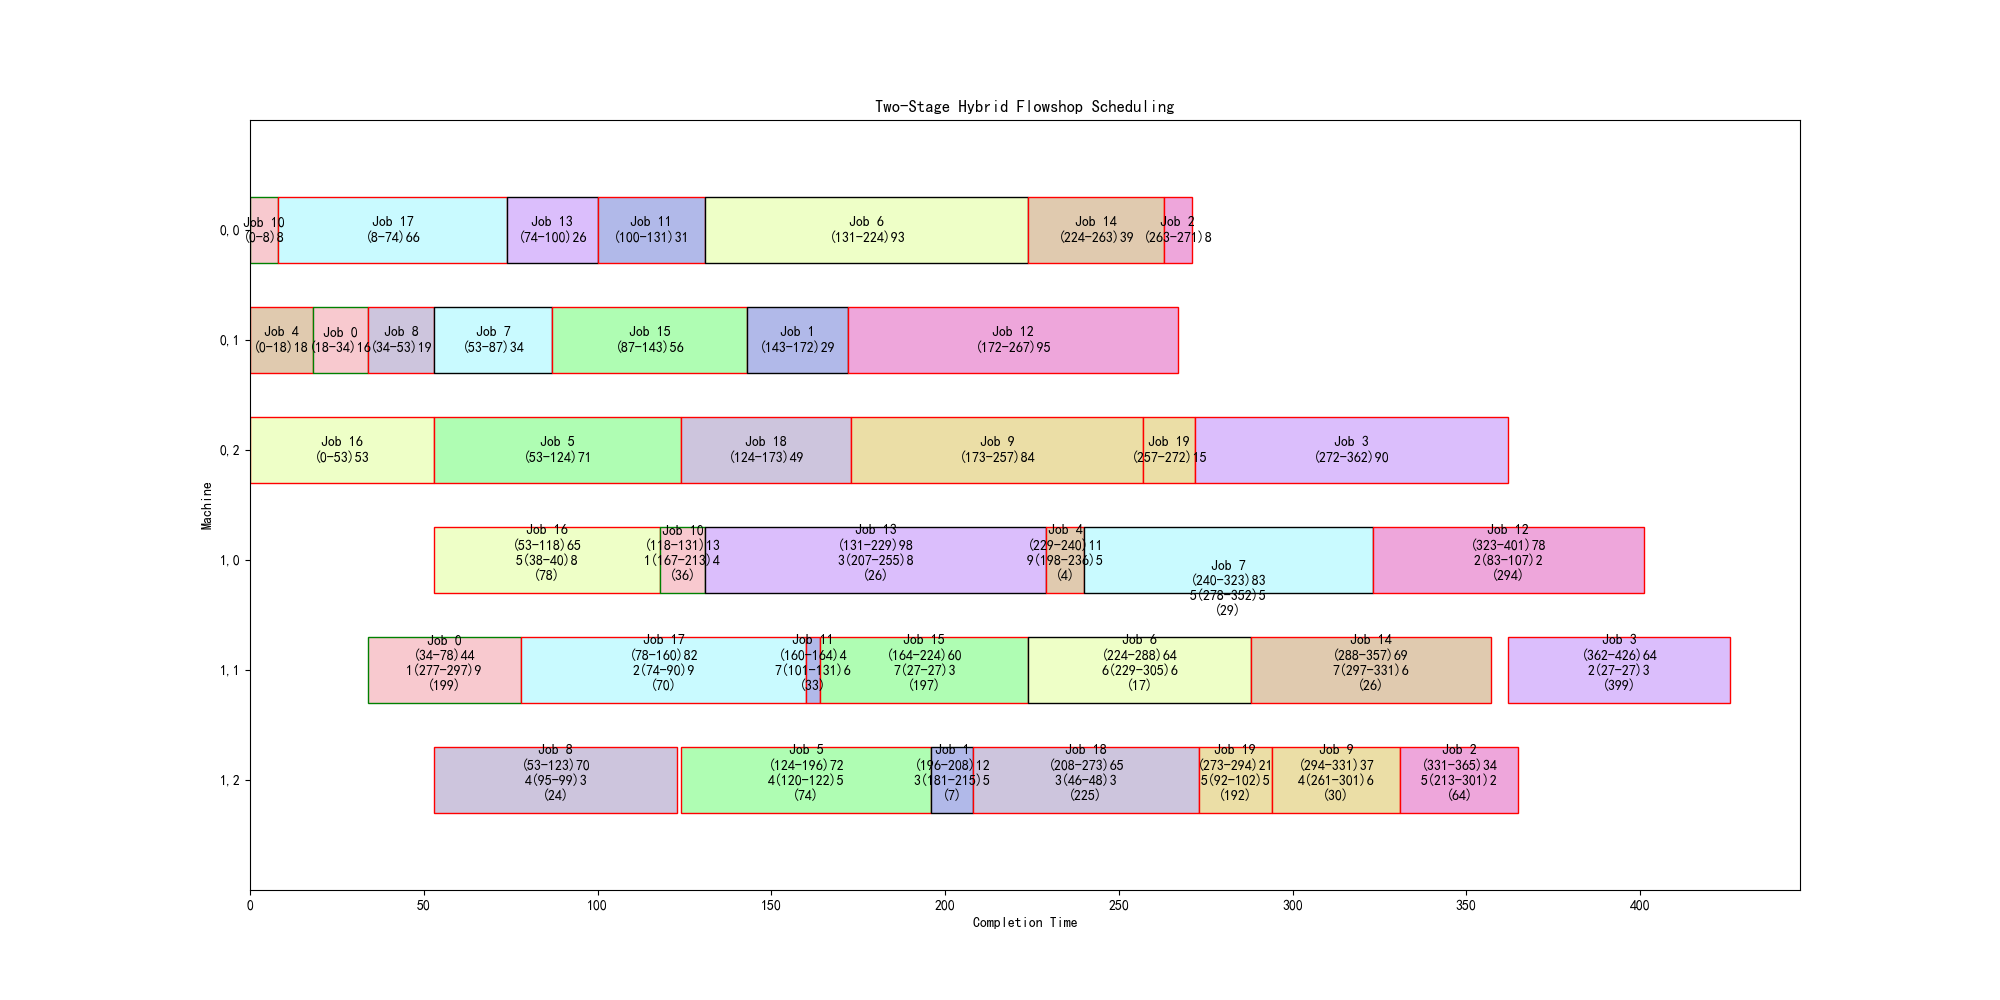 Two-Stage Hybrid Flowshop Scheduling
Machine
0,0
Job 10
(0-8)8
Job 17
(8-74)66
Job 13
(74-100)26
Job 11
(100-131)31
Job 6
(131-224)93
Job 14
(224-263)39
Job 2
(263-271)8
0,1
Job 4
(0-18)18
Job 0
(18-34)16
Job 8
(34-53)19
Job 7
(53-87)34
Job 15
(87-143)56
Job 1
(143-172)29
Job 12
(172-267)95
0,2
Job 16
(0-53)53
Job 5
(53-124)71
Job 18
(124-173)49
Job 9
(173-257)84
Job 19
(257-272)15
Job 3
(272-362)90
1,0
Job 16
(53-118)65
5(38-40)8
(78)
Job 10
(118-131)13
1(167-213)4
(36)
Job 13
(131-229)98
3(207-255)8
(26)
Job 4
(229-240)11
9(198-236)5
(4)
Job 7
(240-323)83
5(278-352)5
(29)
Job 12
(323-401)78
2(83-107)2
(294)
1,1
Job 0
(34-78)44
1(277-297)9
(199)
Job 17
(78-160)82
2(74-90)9
(70)
Job 11
(160-164)4
7(101-131)6
(33)
Job 15
(164-224)60
7(27-27)3
(197)
Job 6
(224-288)64
6(229-305)6
(17)
Job 14
(288-357)69
7(297-331)6
(26)
Job 3
(362-426)64
2(27-27)3
(399)
1,2
Job 8
(53-123)70
4(95-99)3
(24)
Job 5
(124-196)72
4(120-122)5
(74)
Job 1
(196-208)12
3(181-215)5
(7)
Job 18
(208-273)65
3(46-48)3
(225)
Job 19
(273-294)21
5(92-102)5
(192)
Job 9
(294-331)37
4(261-301)6
(30)
Job 2
(331-365)34
5(213-301)2
(64)
0 50 100 150 200 250 300 350 400
Completion Time